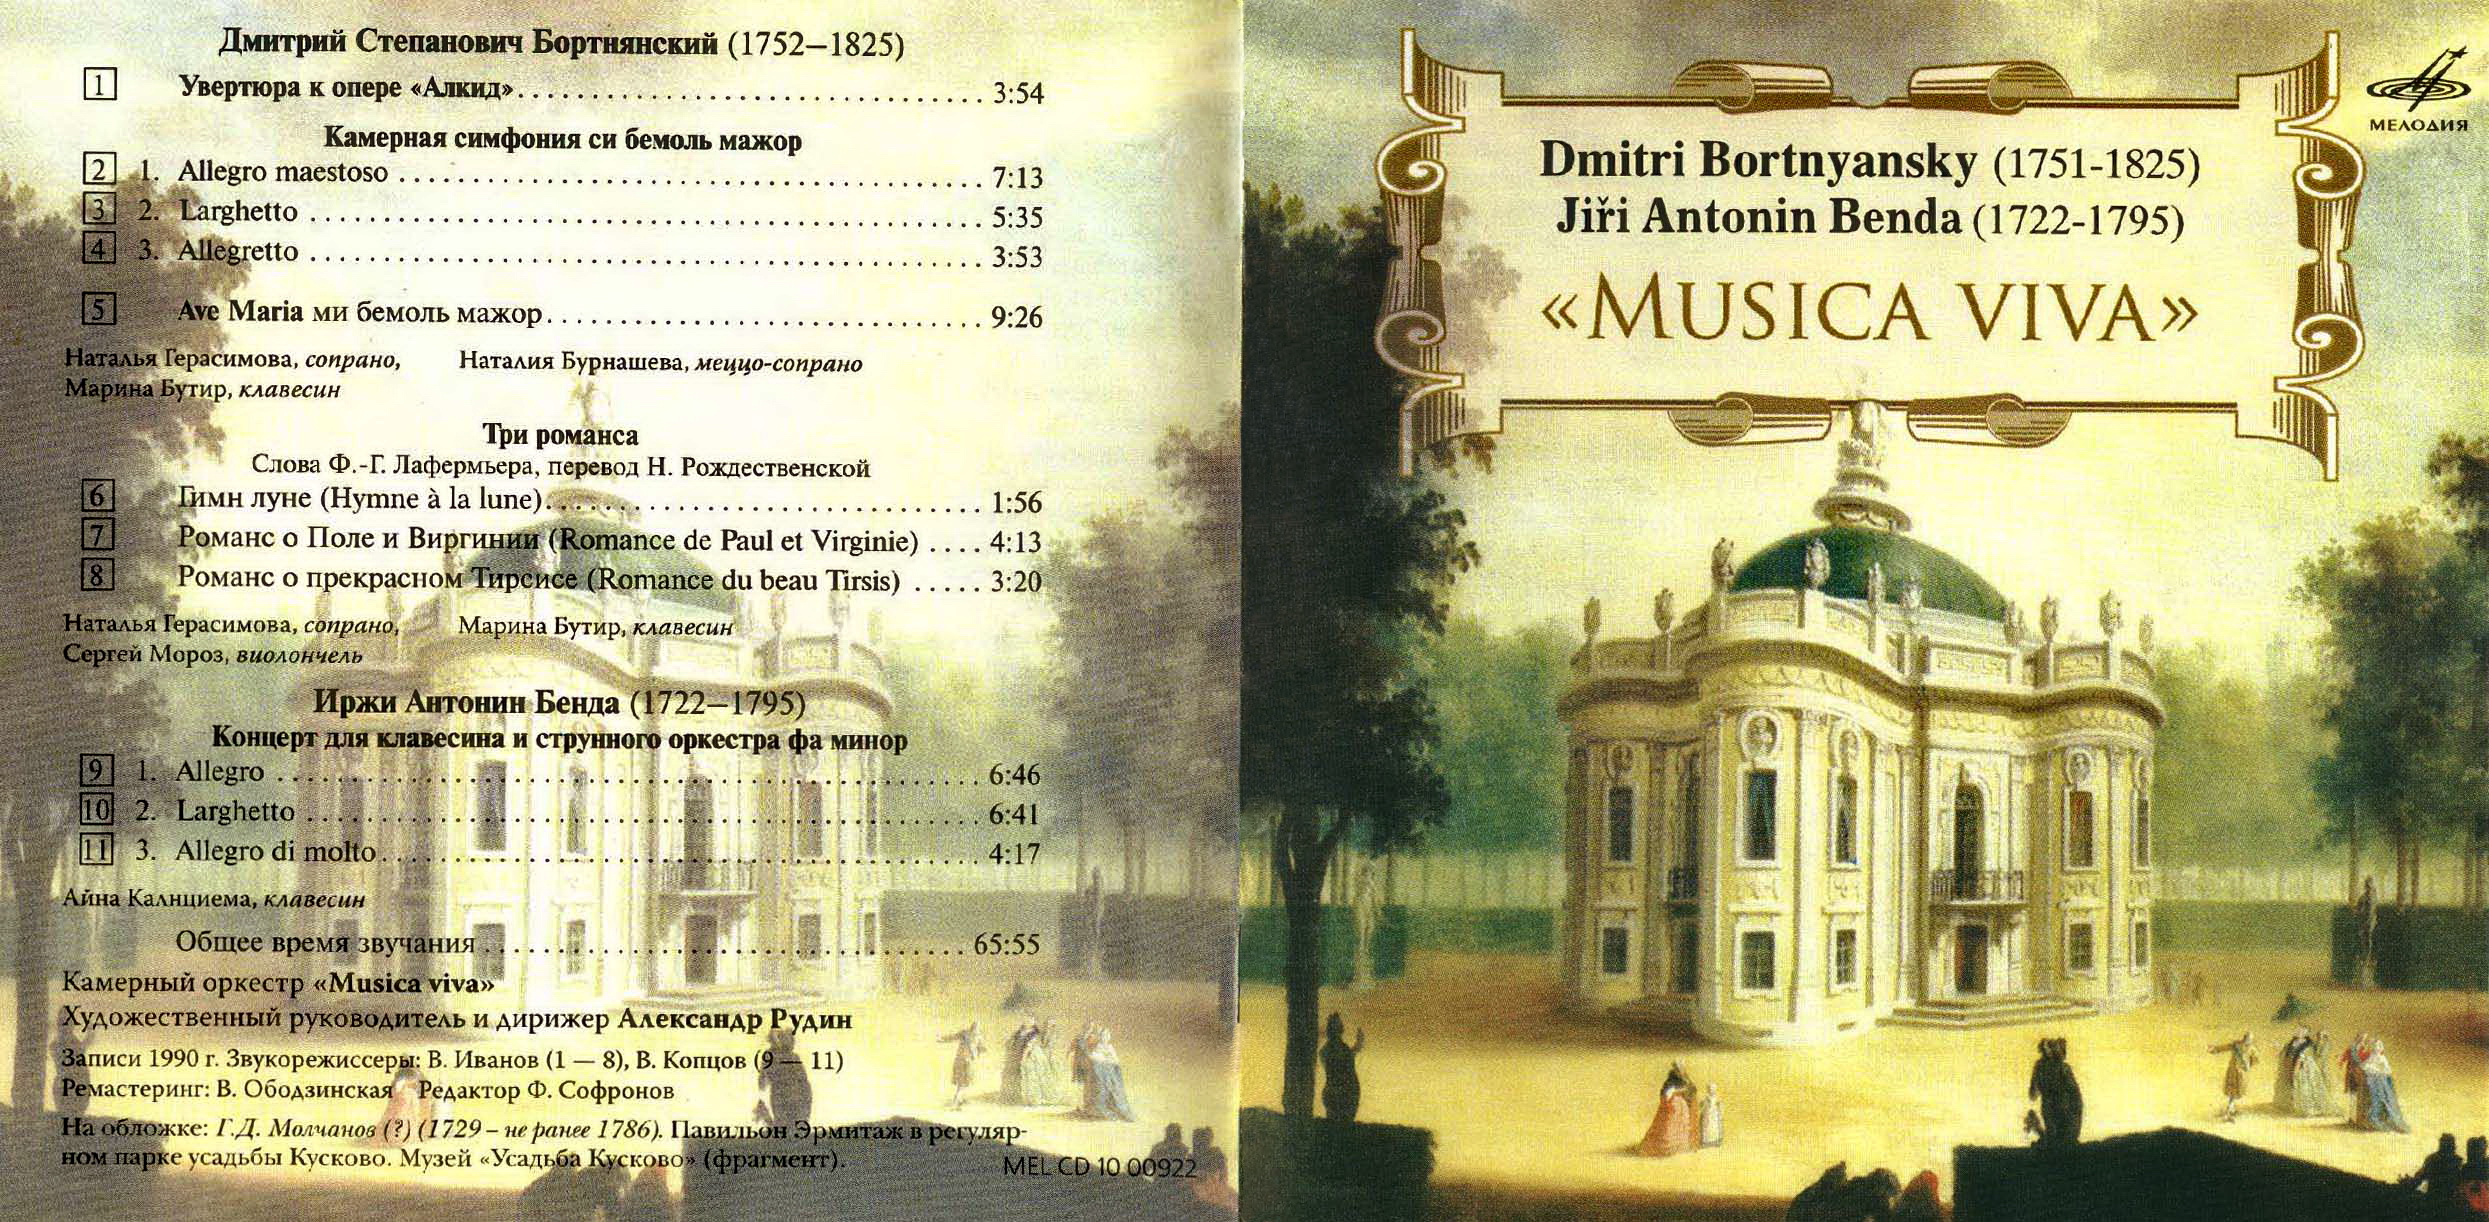 Дмитрий Степанович Бортнянский (1752–1825)
1 Увертюра к опере «Алкид» 3:54
Камерная симфония си бемоль мажор
2 1. Allegro maestoso 7:13
3 2. Larghetto 5:35
4 3. Allegretto 3:53
5 Ave Maria ми бемоль мажор 9:26
Наталья Герасимова, сопрано, Наталия Бурнашева, меццо-сопрано
Марина Бутир, клавесин
Три романса
Слова Ф.-Г. Лафермьера, перевод Н. Рождественской
6 Гимн луне (Hymne à la lune) 1:56
7 Романс о Поле и Виргинии (Romance de Paul et Virginie) 4:13
8 Романс о прекрасном Тирсисе (Romance du beau Tirsis) 3:20
Наталья Герасимова, сопрано, Марина Бутир, клавесин
Сергей Мороз, виолончель
Иржи Антонин Бенда (1722–1795)
Концерт для клавесина и струнного оркестра фа минор
9 1. Allegro 6:46
10 2. Larghetto 6:41
11 3. Allegro di molto 4:17
Айна Калнциема, клавесин
Общее время звучания 65:55
Камерный оркестр «Musica viva»
Художественный руководитель и дирижер Александр Рудин
Записи 1990 г. Звукорежиссеры: В. Иванов (1 — 8), В. Копцов (9 — 11)
Ремастеринг: В. Ободзинская Редактор Ф. Софронов
На обложке: Г.Д. Молчанов (?) (1729 – не ранее 1786). Павильон Эрмитаж в регуляр-
ном парке усадьбы Кусково. Музей «Усадьба Кусково» (фрагмент).
MEL CD 10 00922
Dmitri Bortnyansky (1751-1825)
Jiři Antonin Benda (1722-1795)
«MUSICA VIVA»
МЕЛОДИЯ